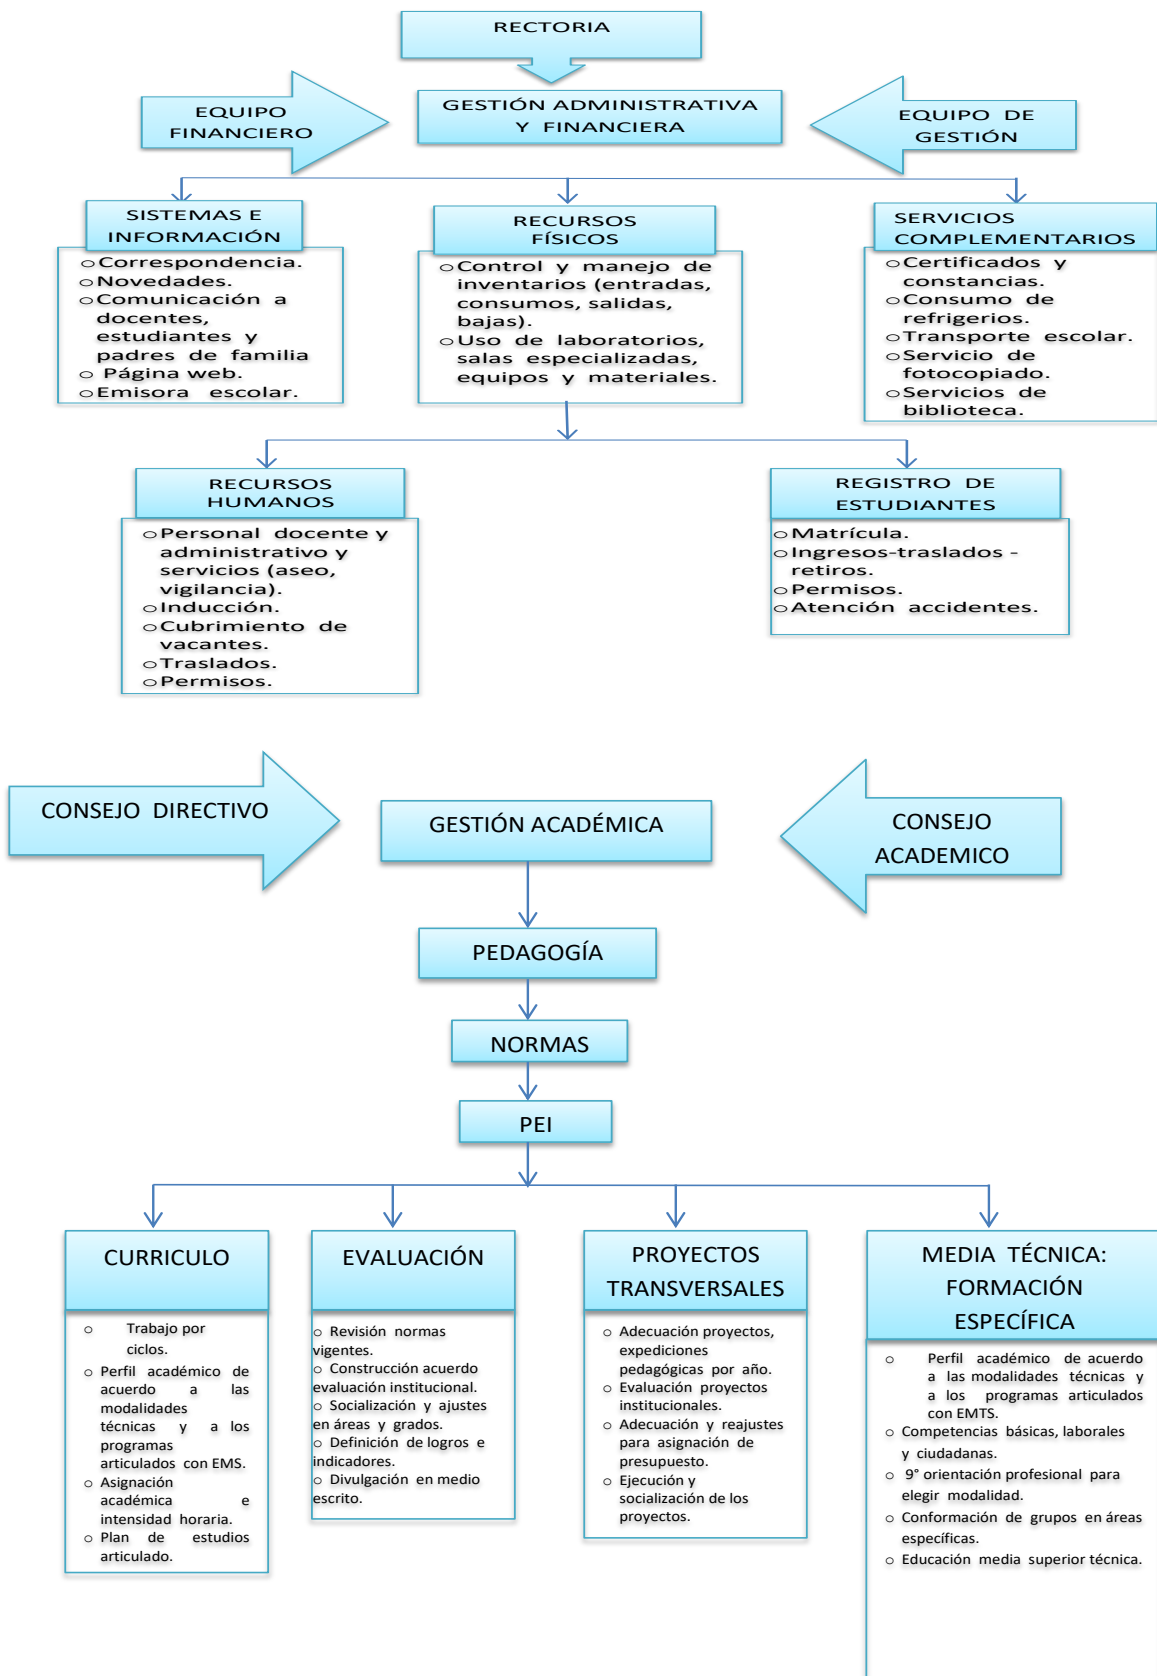 RECTORIA
EQUIPO
FINANCIERO
GESTIÓN ADMINISTRATIVA
Y FINANCIERA
EQUIPO DE
GESTIÓN
SISTEMAS E
INFORMACIÓN
○ Correspondencia.
○ Novedades.
○ Comunicación a
docentes,
estudiantes y
padres de familia
○ Página web.
○ Emisora escolar.
RECURSOS
FÍSICOS
○ Control y manejo de
inventarios (entradas,
consumos, salidas,
bajas).
○ Uso de laboratorios,
salas especializadas,
equipos y materiales.
SERVICIOS
COMPLEMENTARIOS
○ Certificados y
constancias.
○ Consumo de
refrigerios.
○ Transporte escolar.
○ Servicio de
fotocopiado.
○ Servicios de
biblioteca.
RECURSOS
HUMANOS
○ Personal docente y
administrativo y
servicios (aseo,
vigilancia).
○ Inducción.
○ Cubrimiento de
vacantes.
○ Traslados.
○ Permisos.
REGISTRO DE
ESTUDIANTES
○ Matrícula.
○ Ingresos-traslados -
retiros.
○ Permisos.
○ Atención accidentes.
CONSEJO DIRECTIVO
GESTIÓN ACADÉMICA
CONSEJO
ACADEMICO
PEDAGOGÍA
NORMAS
PEI
CURRICULO
○ Trabajo por
ciclos.
○ Perfil académico de
acuerdo a las
modalidades
técnicas y a los
programas
articulados con EMS.
○ Asignación
académica e
intensidad horaria.
○ Plan de estudios
articulado.
EVALUACIÓN
○ Revisión normas
vigentes.
○ Construcción acuerdo
evaluación institucional.
○ Socialización y ajustes
en áreas y grados.
○ Definición de logros e
indicadores.
○ Divulgación en medio
escrito.
PROYECTOS
TRANSVERSALES
○ Adecuación proyectos,
expediciones
pedagógicas por año.
○ Evaluación proyectos
institucionales.
○ Adecuación y reajustes
para asignación de
presupuesto.
○ Ejecución y
socialización de los
proyectos.
MEDIA TÉCNICA:
FORMACIÓN
ESPECÍFICA
○ Perfil académico de acuerdo
a las modalidades técnicas y
a los programas articulados
con EMTS.
○ Competencias básicas, laborales
y ciudadanas.
○ 9° orientación profesional para
elegir modalidad.
○ Conformación de grupos en áreas
específicas.
○ Educación media superior técnica.